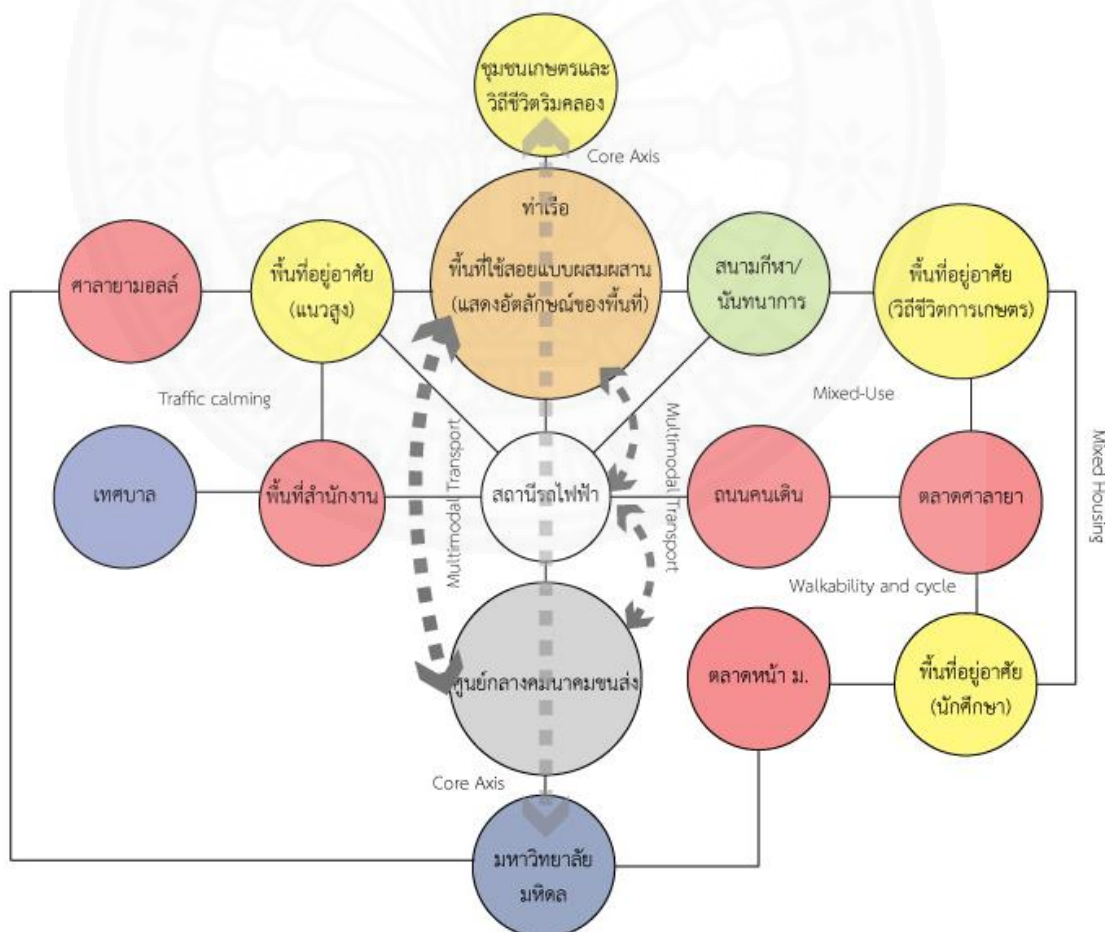 ชุมชนเกษตรและ
วิถีชีวิตริมคลอง
Core Axis
ท่าเรือ
พื้นที่ใช้สอยแบบผสมผสาน
(แสดงอัตลักษณ์ของพื้นที่)
ศาลายามอลล์
พื้นที่อยู่อาศัย
(แนวสูง)
สนามกีฬา/
นันทนาการ
พื้นที่อยู่อาศัย
(วิถีชีวิตการเกษตร)
Traffic calming
Mixed-Use
Multimodal Transport
Multimodal Transport
Mixed Housing
เทศบาล
พื้นที่สำนักงาน
สถานีรถไฟฟ้า
ถนนคนเดิน
ตลาดศาลายา
Walkability and cycle
ศูนย์กลางคมนาคมขนส่ง
ตลาดหน้า ม.
พื้นที่อยู่อาศัย
(นักศึกษา)
Core Axis
มหาวิทยาลัย
มหิดล